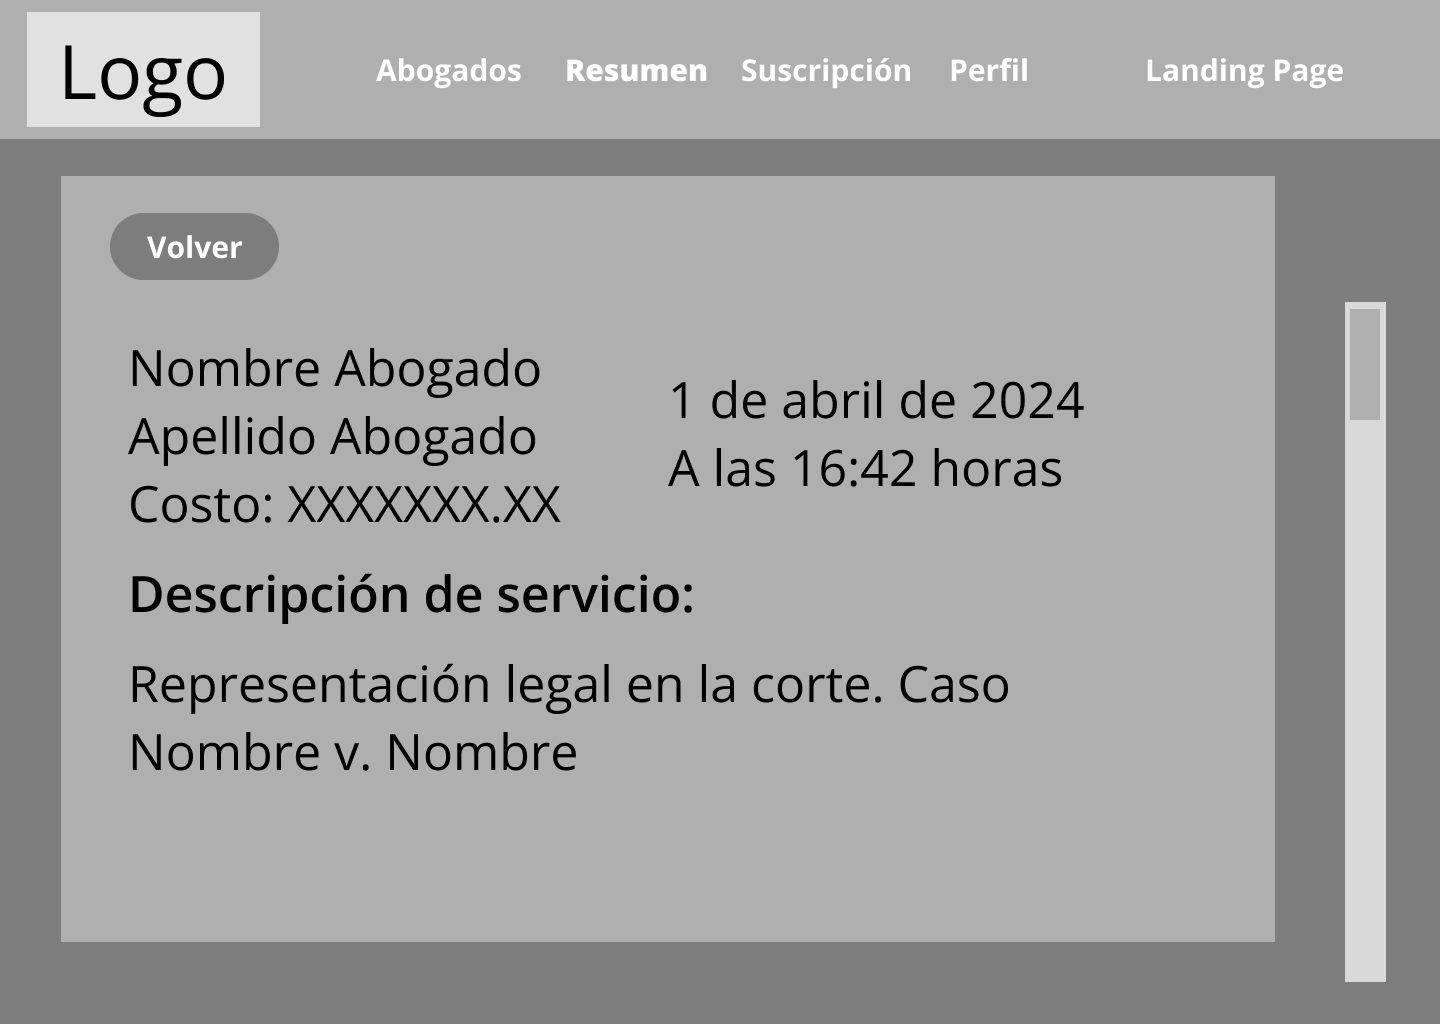 Logo
Abogados Resumen Suscripción Perfil Landing Page
Volver
Nombre Abogado
Apellido Abogado
Costo: XXXXXXX.XX
1 de abril de 2024
A las 16:42 horas
Descripción de servicio:
Representación legal en la corte. Caso
Nombre v. Nombre